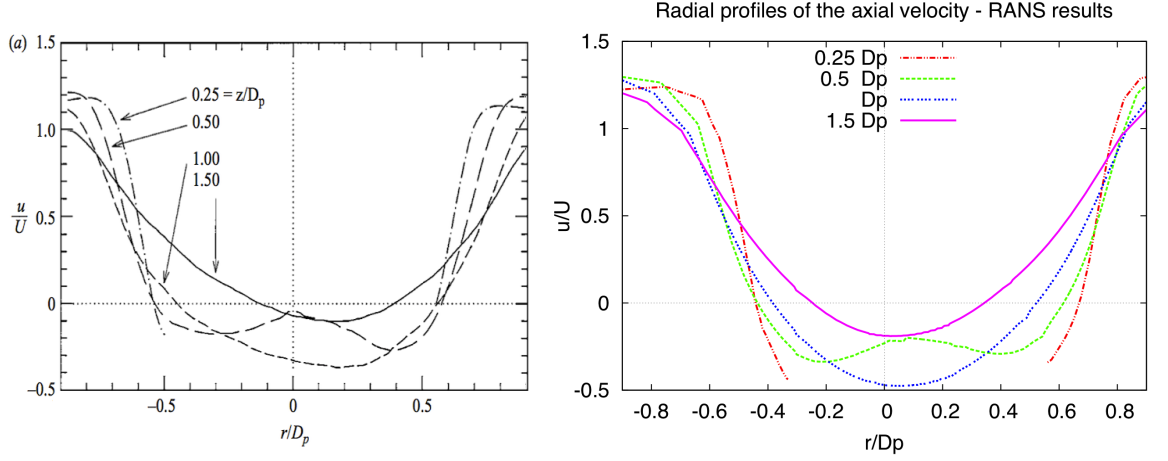 Radial profiles of the axial velocity - RANS results
(a)
1.5
1.0
0.5
0
–0.5
u
U
0.25 = z/Dp
0.50
1.00
1.50
–0.5
0
0.5
r/Dp
1.5
1
0.5
0
-0.5
u/U
0.25 Dp
0.5 Dp
Dp
1.5 Dp
-0.8 -0.6 -0.4 -0.2 0 0.2 0.4 0.6 0.8
r/Dp